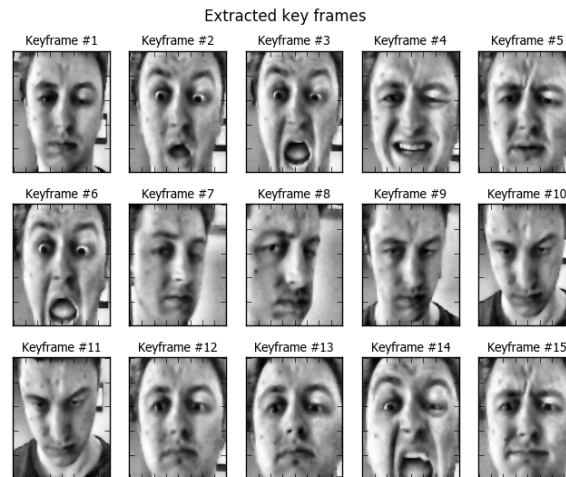 Extracted key frames
Keyframe #1 Keyframe #2 Keyframe #3 Keyframe #4 Keyframe #5
Keyframe #6 Keyframe #7 Keyframe #8 Keyframe #9 Keyframe #10
Keyframe #11 Keyframe #12 Keyframe #13 Keyframe #14 Keyframe #15